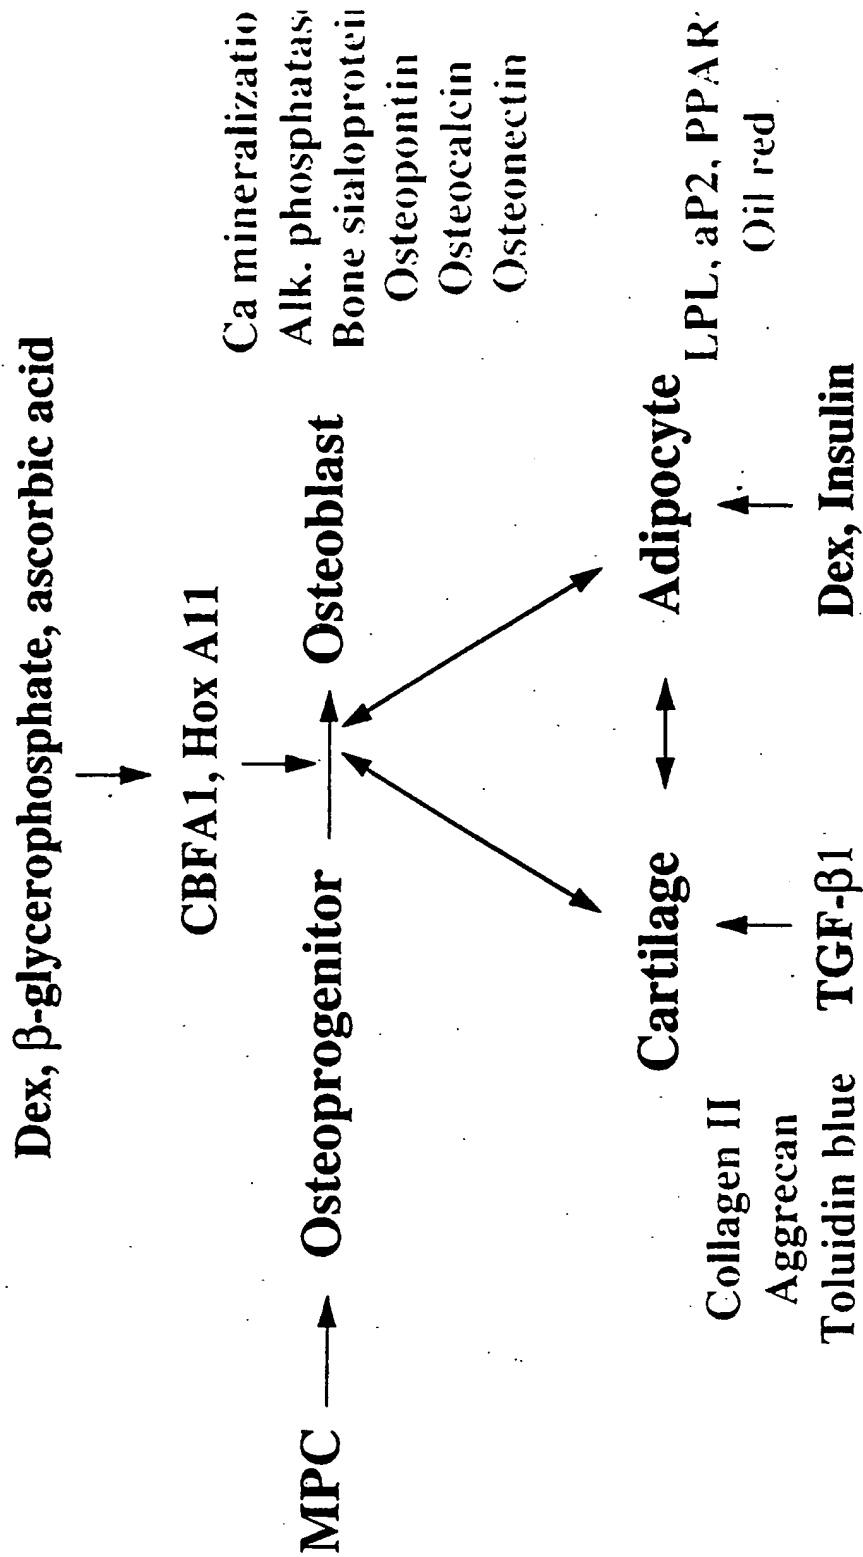 Dex, β-glycerophosphate, ascorbic acid
CBFA1, Hox A11
MPC
Osteoprogenitor
Osteoblast
Ca mineralizatio
Alk. phosphatas
Bone sialoprotei
Osteopontin
Osteocalcin
Osteonectin
Cartilage
Adipocyte
LPL, aP2, PPAR
Oil red
Collagen II
Aggrecan
Toluidin blue
TGF-β1
Dex, Insulin